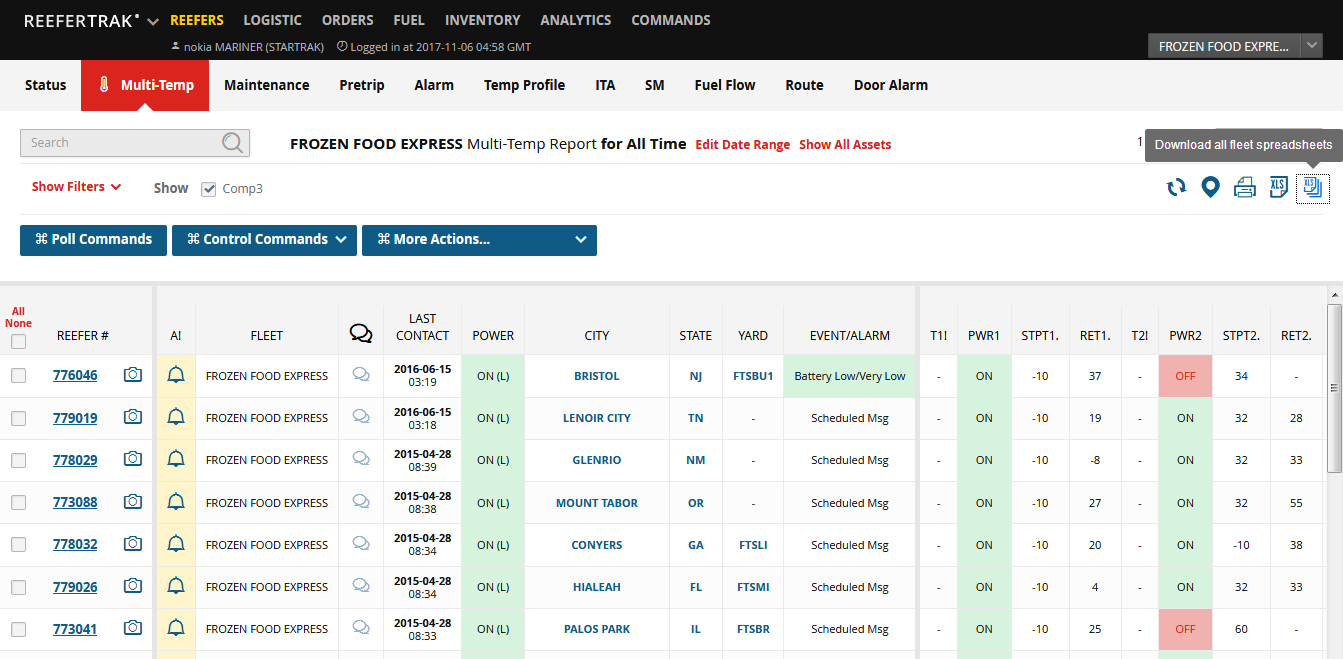 REEFERTRAK REEFERS LOGISTIC ORDERS FUEL INVENTORY ANALYTICS COMMANDS
nokia MARINER (STARTRAK) Logged in at 2017-11-06 04:58 GMT
FROZEN FOOD EXPRE...
Status Multi-Temp Maintenance Pretrip Alarm Temp Profile ITA SM Fuel Flow Route Door Alarm
Search FROZEN FOOD EXPRESS Multi-Temp Report for All Time Edit Date Range Show All Assets 1 Download all fleet spreadsheets
Show Filters Show Comp3 XLS XLS
⌘ Poll Commands ⌘ Control Commands ⌘ More Actions...
All
None
REEFER # A! FLEET LAST CONTACT POWER CITY STATE YARD EVENT/ALARM T1! PWR1 STPT1. RET1. T2! PWR2 STPT2. RET2.
776046 FROZEN FOOD EXPRESS 2016-06-15 03:19 ON (L) BRISTOL NJ FTSBU1 Battery Low/Very Low - ON -10 37 - OFF 34 -
779019 FROZEN FOOD EXPRESS 2016-06-15 03:18 ON (L) LENOIR CITY TN - Scheduled Msg - ON -10 19 - ON 32 28
778029 FROZEN FOOD EXPRESS 2015-04-28 08:39 ON (L) GLENRIO NM - Scheduled Msg - ON -10 -8 - ON 32 33
773088 FROZEN FOOD EXPRESS 2015-04-28 08:38 ON (L) MOUNT TABOR OR - Scheduled Msg - ON -10 27 - ON 32 55
778032 FROZEN FOOD EXPRESS 2015-04-28 08:34 ON (L) CONYERS GA FTSLI Scheduled Msg - ON -10 20 - ON -10 38
779026 FROZEN FOOD EXPRESS 2015-04-28 08:34 ON (L) HIALEAH FL FTSMI Scheduled Msg - ON -10 4 - ON 32 33
773041 FROZEN FOOD EXPRESS 2015-04-28 08:33 ON (L) PALOS PARK IL FTSBR Scheduled Msg - ON -10 25 - OFF 60 -